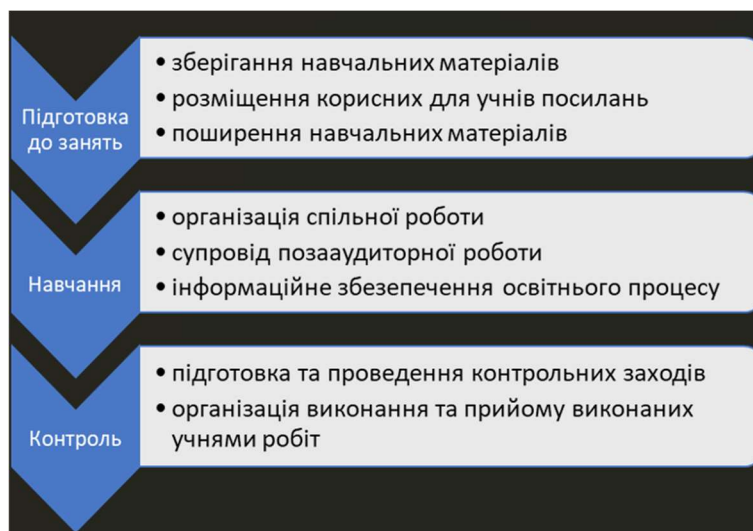 Підготовка
до занять
• зберігання навчальних матеріалів
• розміщення корисних для учнів посилань
• поширення навчальних матеріалів
Навчання
• організація спільної роботи
• супровід позааудиторної роботи
• інформаційне збезепечення освітнього процесу
Контроль
• підготовка та проведення контрольних заходів
• організація виконання та прийому виконаних
учнями робіт